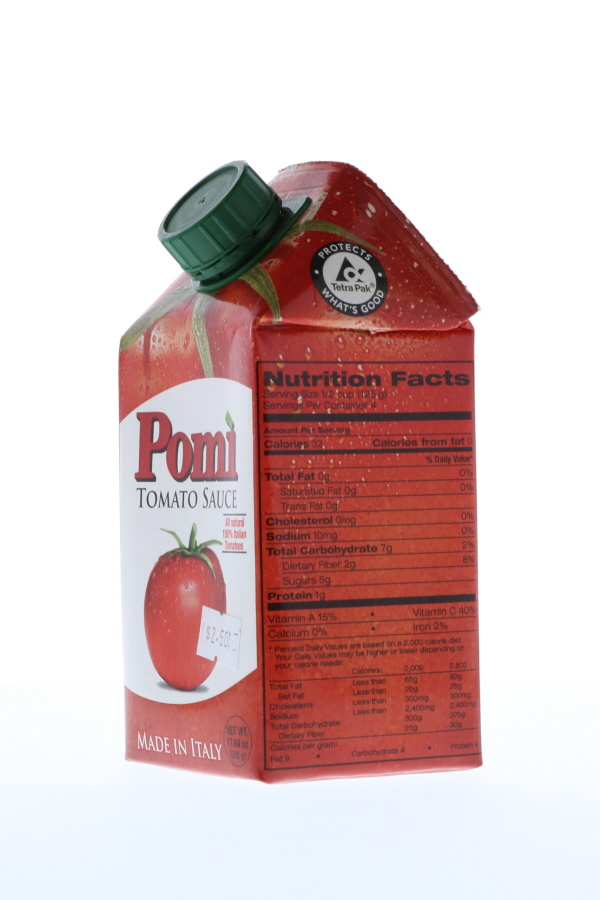 PROTECTS
Tetra Pak®
WHAT'S GOOD
Pomì
TOMATO SAUCE
All natural
100% Italian
Tomatoes
$2.50
MADE IN ITALY
NET WT.
17.64 oz
(500 g)
Nutrition Facts
Serving Size 1/2 cup (125 g)
Servings Per Container 4
Amount Per Serving
Calories 32 Calories from fat 0
% Daily Value*
Total Fat 0g 0%
Saturated Fat 0g 0%
Trans Fat 0g
Cholesterol 0mg 0%
Sodium 10mg 0%
Total Carbohydrate 7g 2%
Dietary Fiber 2g 8%
Sugars 5g
Protein 1g
Vitamin A 15% • Vitamin C 40%
Calcium 0% • Iron 2%
* Percent Daily Values are based on a 2,000 calorie diet.
Your Daily Values may be higher or lower depending on
your calorie needs:
Calories: 2,000 2,500
Total Fat Less than 65g 80g
Sat Fat Less than 20g 25g
Cholesterol Less than 300mg 300mg
Sodium Less than 2,400mg 2,400mg
Total Carbohydrate 300g 375g
Dietary Fiber 25g 30g
Calories per gram:
Fat 9 • Carbohydrate 4 • Protein 4